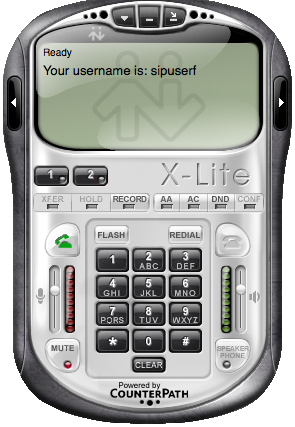 Ready
Your username is: sipuserf
1 2 X-Lite
XFER HOLD RECORD AA AC DND CONF
FLASH REDIAL
1 2 ABC 3 DEF
4 GHI 5 JKL 6 MNO
7 PQRS 8 TUV 9 WXYZ
* 0 #
MUTE CLEAR SPEAKER PHONE
Powered by
COUNTERPATH